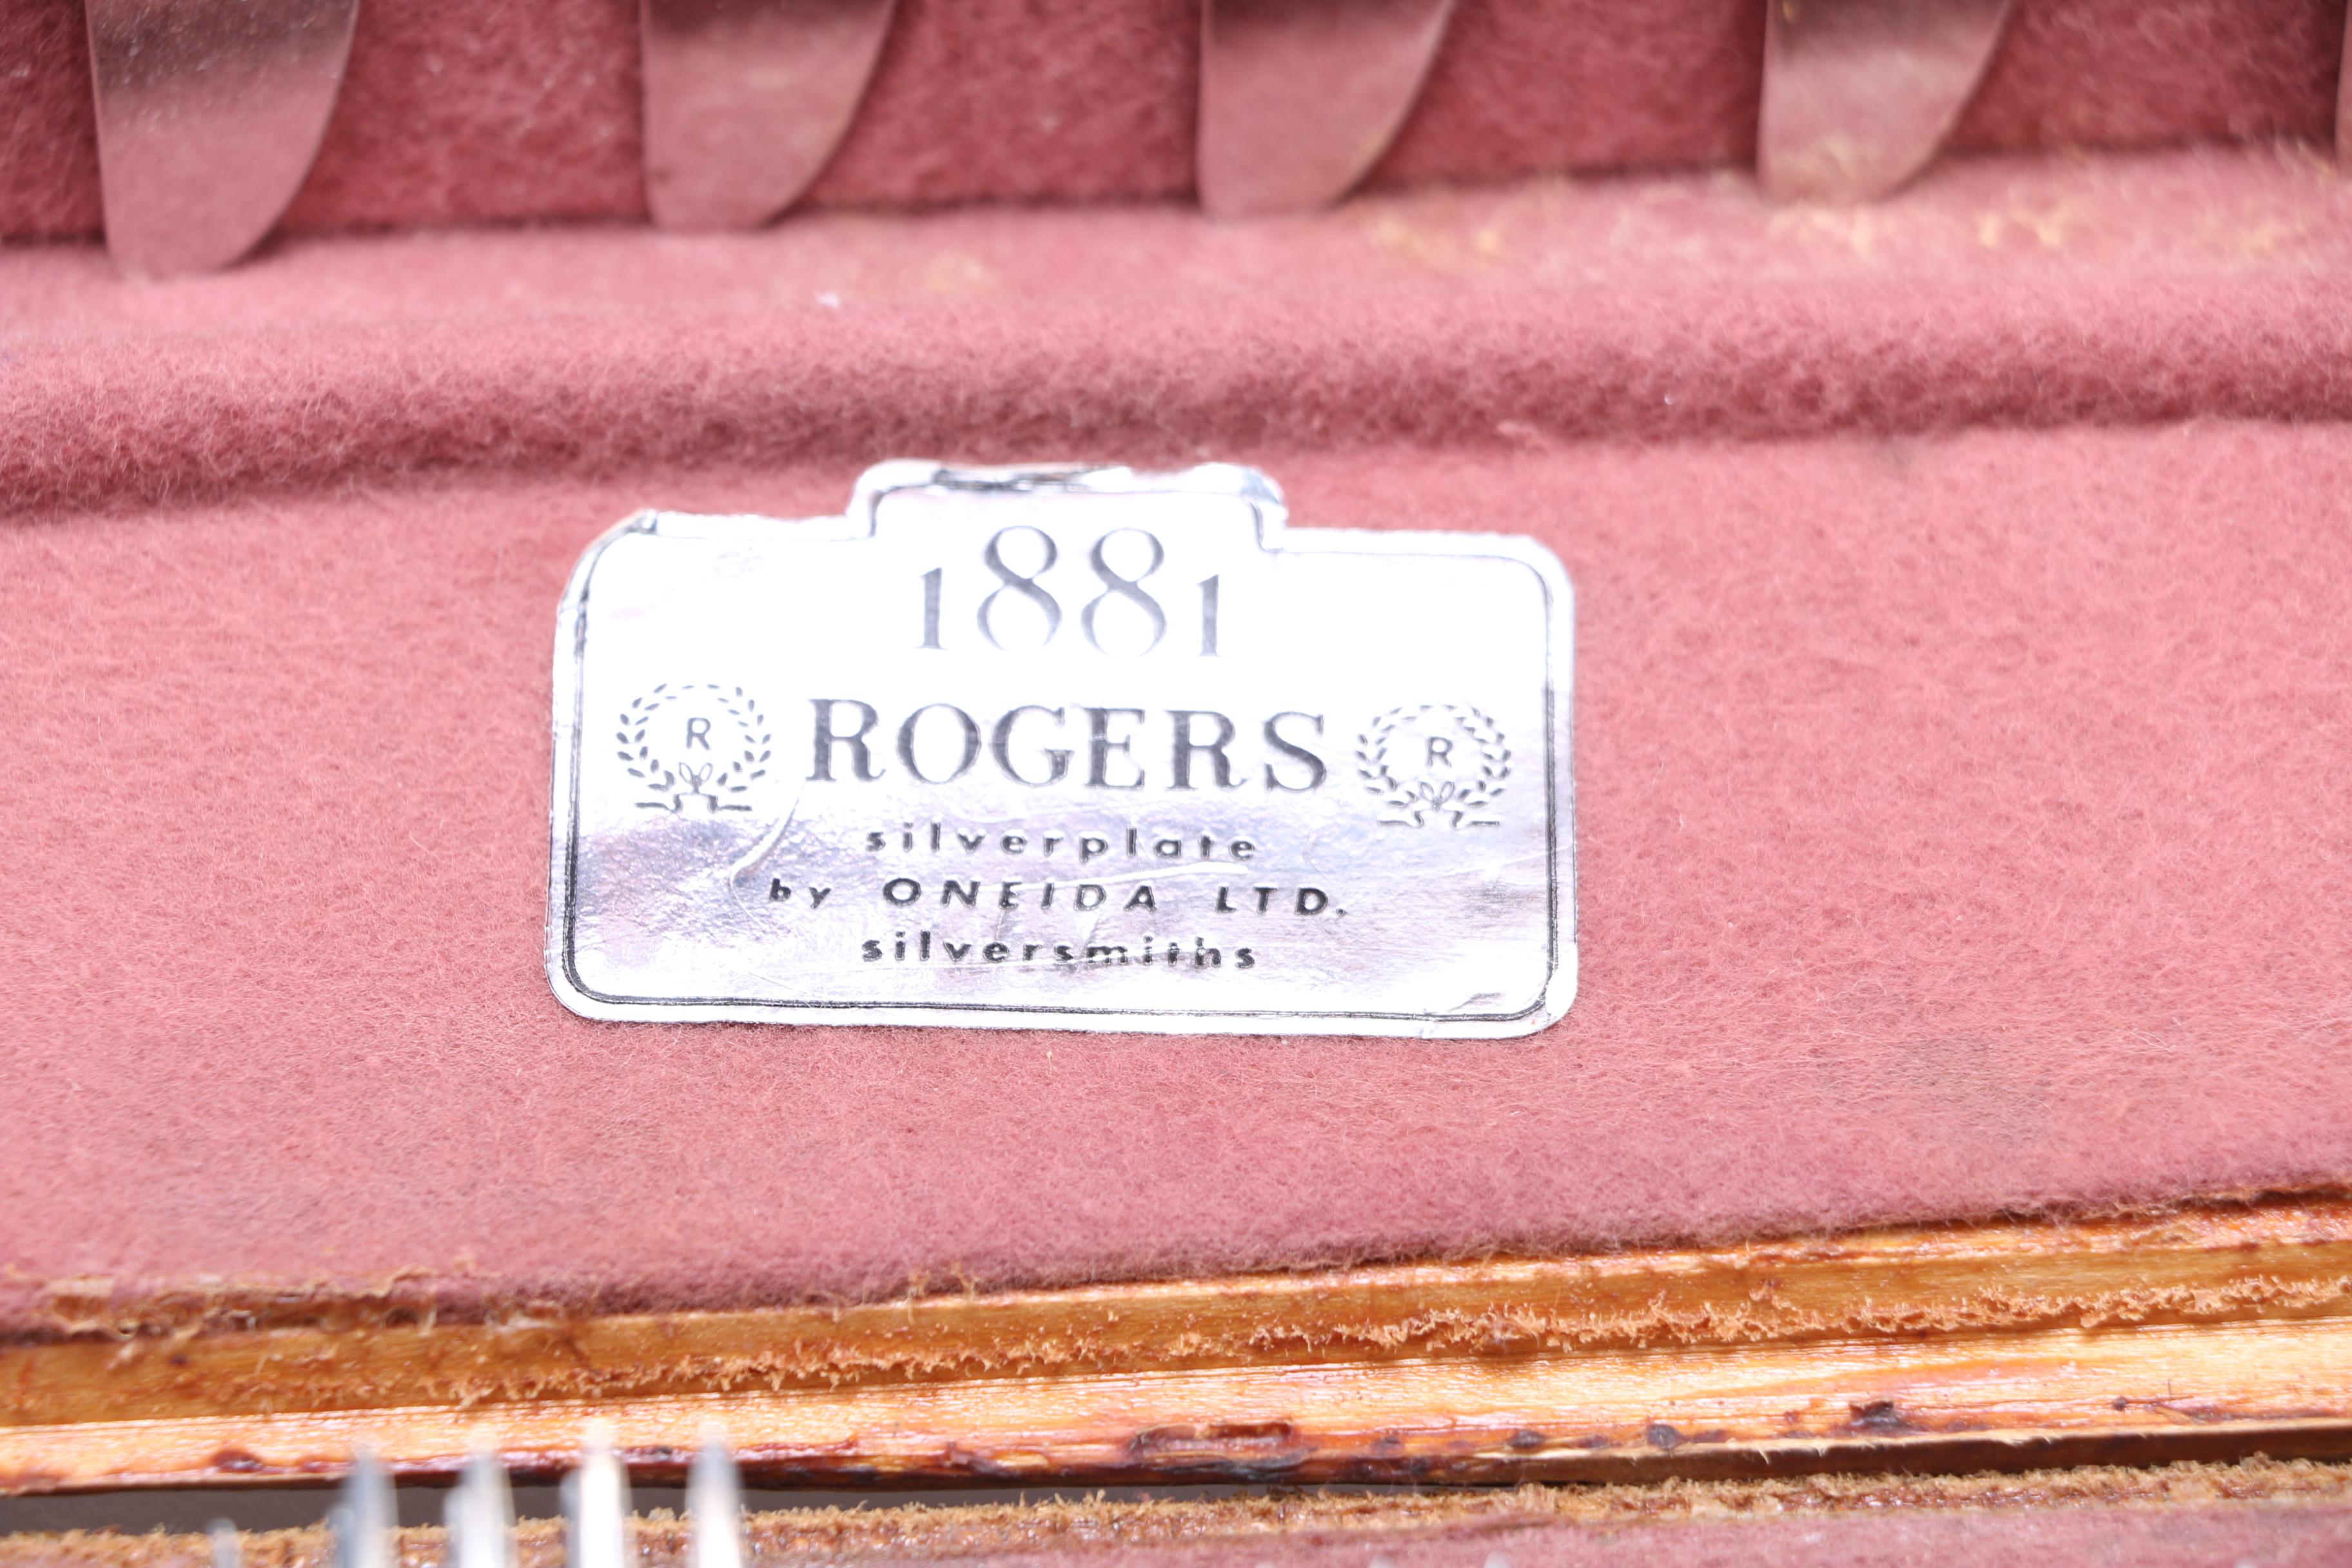 1881
R ROGERS R
silverplate
by ONEIDA LTD.
silversmiths